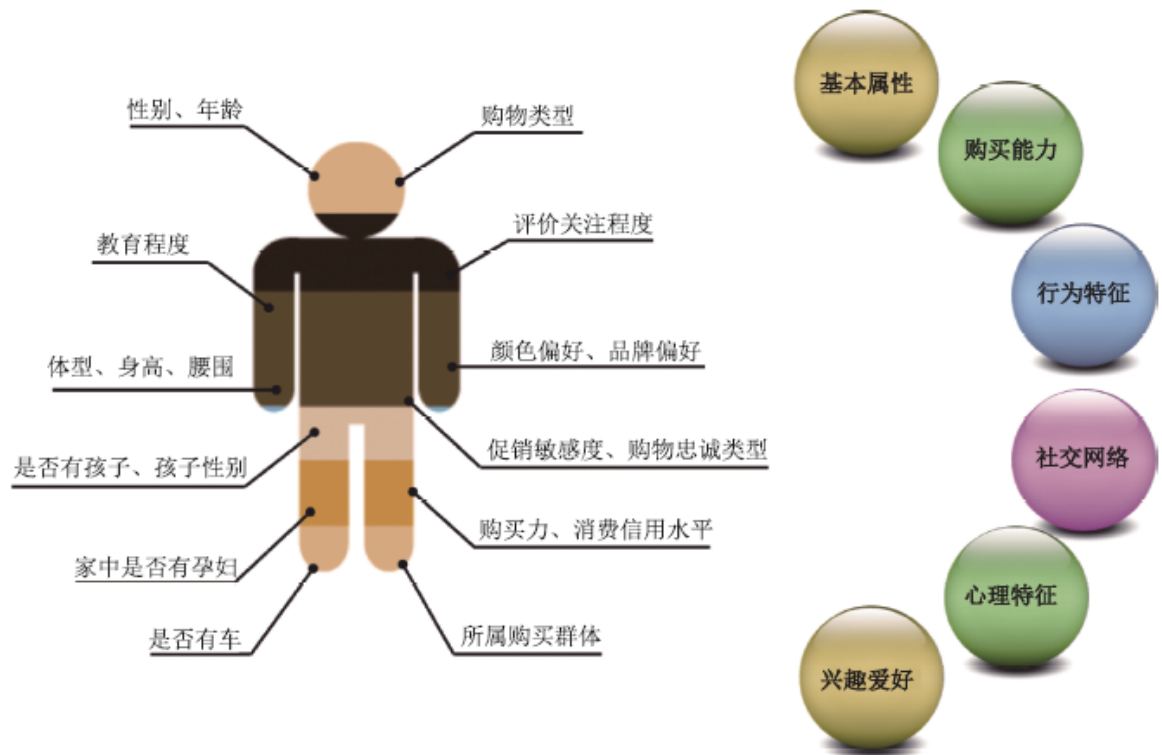 性别、年龄
购物类型
教育程度
评价关注程度
体型、身高、腰围
颜色偏好、品牌偏好
是否有孩子、孩子性别
促销敏感度、购物忠诚类型
家中是否有孕妇
购买力、消费信用水平
是否有车
所属购买群体
基本属性
购买能力
行为特征
社交网络
心理特征
兴趣爱好